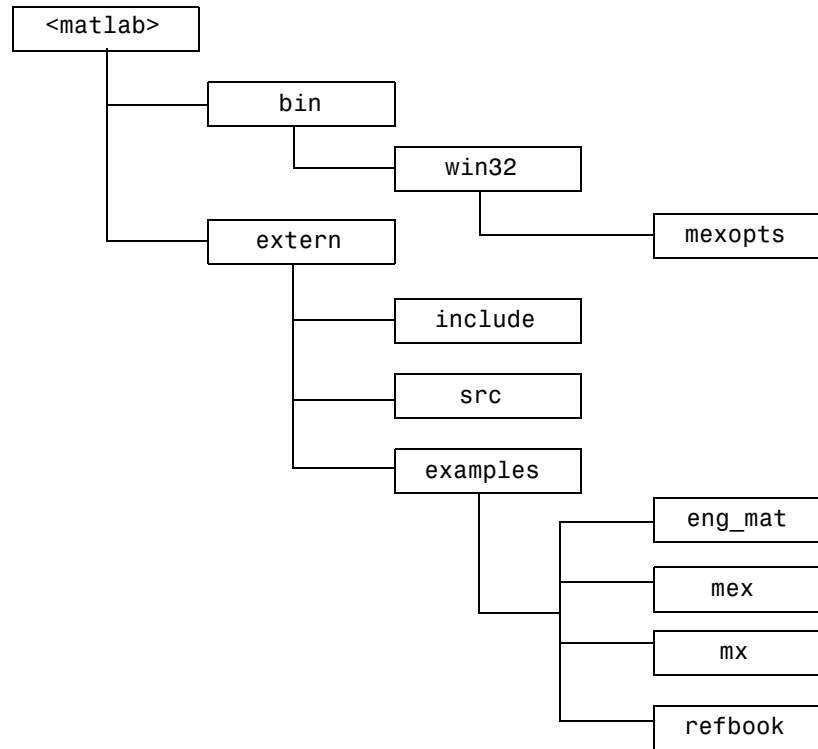 <matlab>
bin
win32
extern
mexopts
include
src
examples
eng_mat
mex
mx
refbook